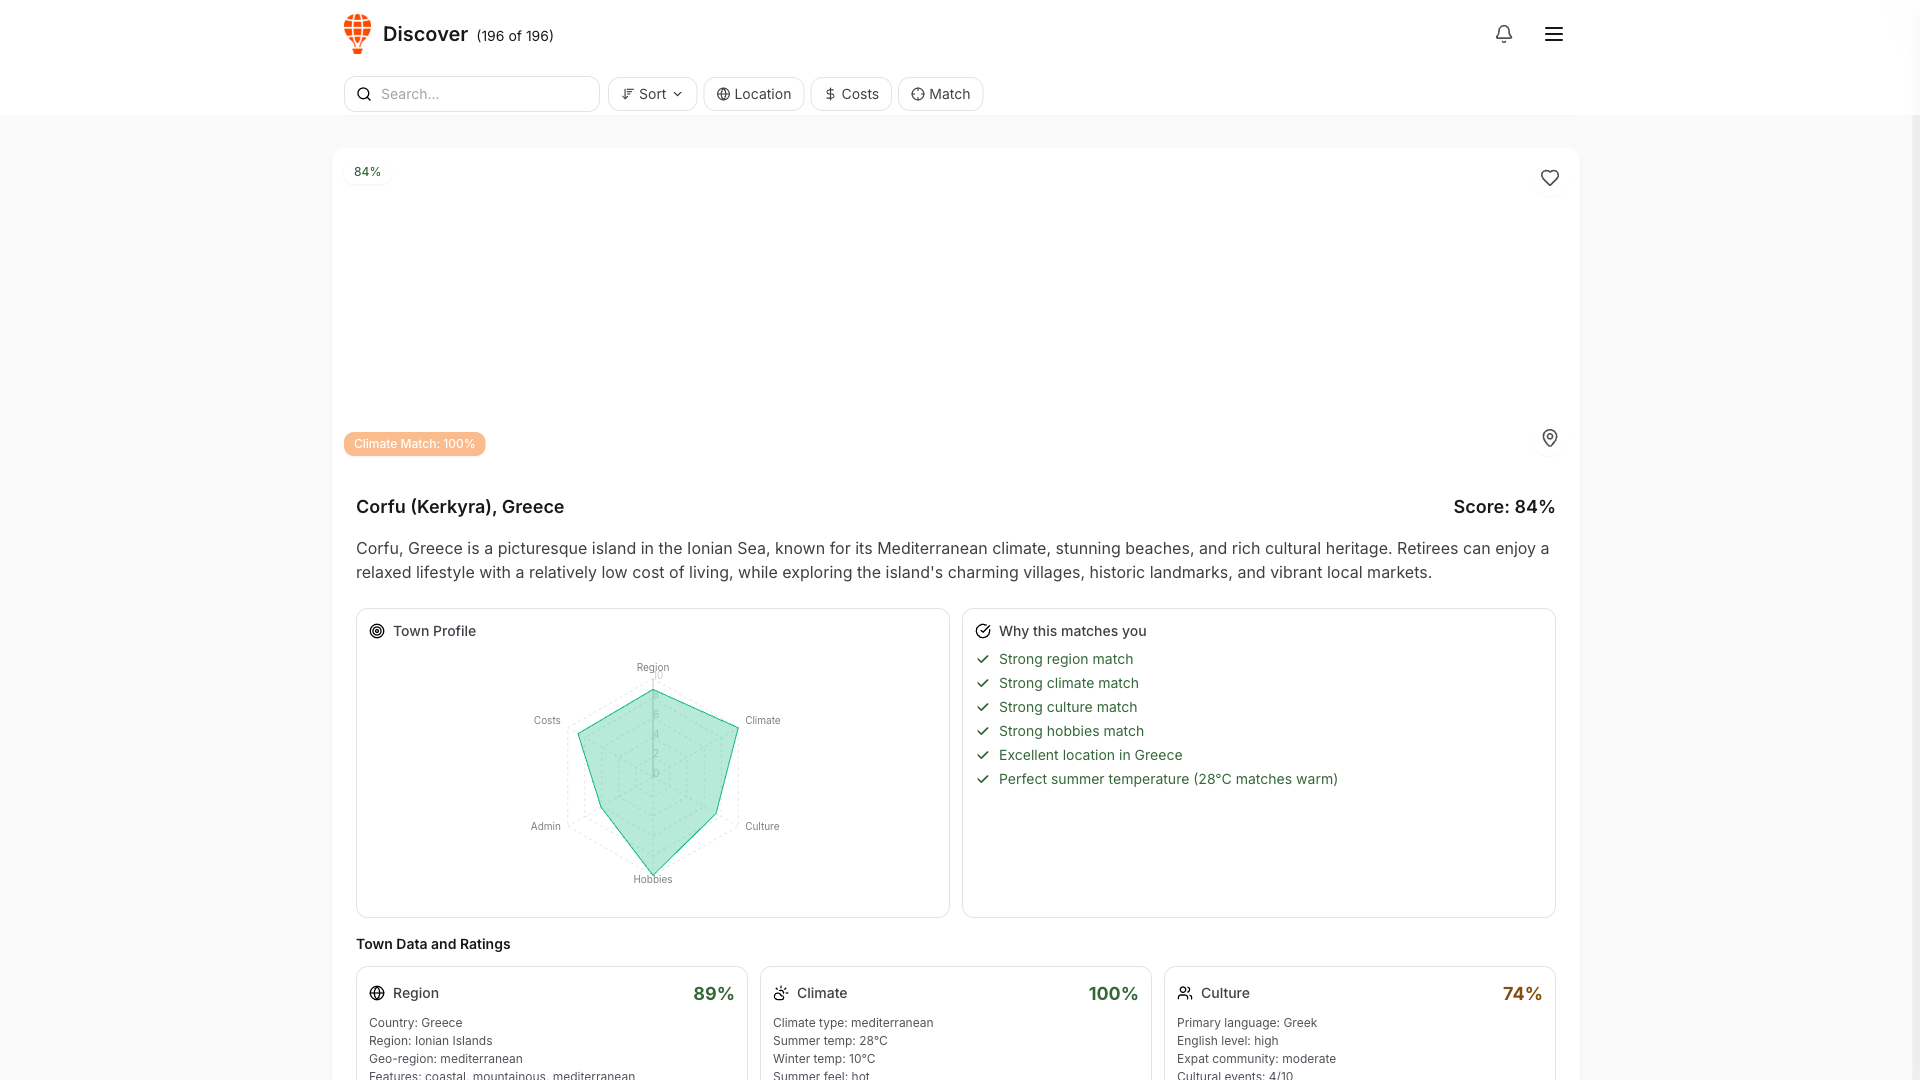 Discover (196 of 196)
Search...
Sort
Location
Costs
Match
84%
Climate Match: 100%
Corfu (Kerkyra), Greece
Score: 84%
Corfu, Greece is a picturesque island in the Ionian Sea, known for its Mediterranean climate, stunning beaches, and rich cultural heritage. Retirees can enjoy a
relaxed lifestyle with a relatively low cost of living, while exploring the island's charming villages, historic landmarks, and vibrant local markets.
Town Profile
Region
10
8
6
4
2
0
Costs
Climate
Admin
Culture
Hobbies
Why this matches you
Strong region match
Strong climate match
Strong culture match
Strong hobbies match
Excellent location in Greece
Perfect summer temperature (28°C matches warm)
Town Data and Ratings
Region
89%
Country: Greece
Region: Ionian Islands
Geo-region: mediterranean
Features: coastal, mountainous, mediterranean
Climate
100%
Climate type: mediterranean
Summer temp: 28°C
Winter temp: 10°C
Summer feel: hot
Culture
74%
Primary language: Greek
English level: high
Expat community: moderate
Cultural events: 4/10